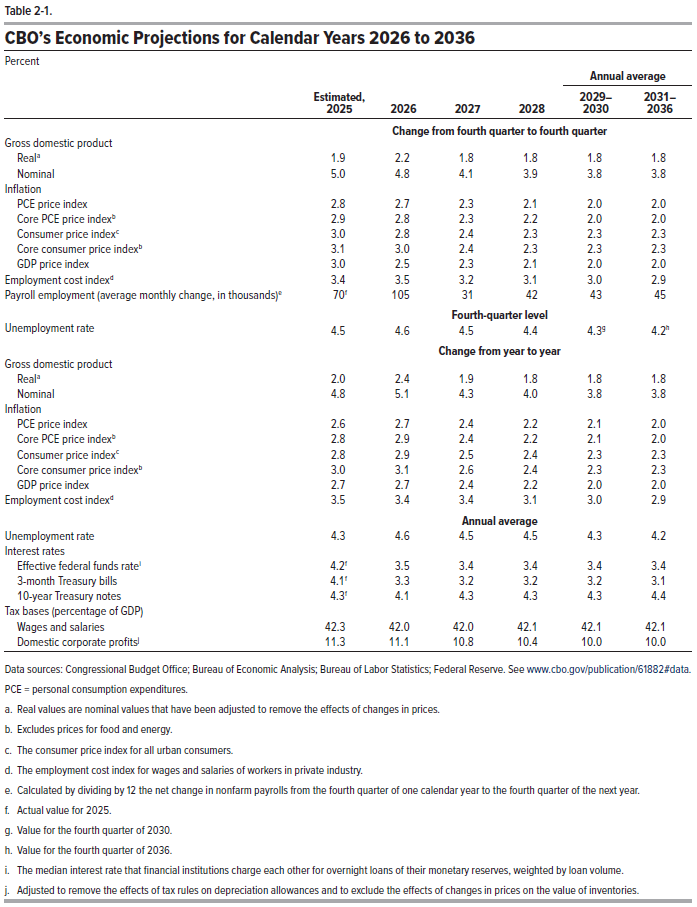 Table 2-1.
CBO’s Economic Projections for Calendar Years 2026 to 2036
Percent
Annual average
Estimated, 2025 2026 2027 2028 2029–2030 2031–2036
Change from fourth quarter to fourth quarter
Gross domestic product
Realᵃ 1.9 2.2 1.8 1.8 1.8 1.8
Nominal 5.0 4.8 4.1 3.9 3.8 3.8
Inflation
PCE price index 2.8 2.7 2.3 2.1 2.0 2.0
Core PCE price indexᵇ 2.9 2.8 2.3 2.2 2.0 2.0
Consumer price indexᶜ 3.0 2.8 2.4 2.3 2.3 2.3
Core consumer price indexᵇ 3.1 3.0 2.4 2.3 2.3 2.3
GDP price index 3.0 2.5 2.3 2.1 2.0 2.0
Employment cost indexᵈ 3.4 3.5 3.2 3.1 3.0 2.9
Payroll employment (average monthly change, in thousands)ᵉ 70ᶠ 105 31 42 43 45
Fourth-quarter level
Unemployment rate 4.5 4.6 4.5 4.4 4.3ᵍ 4.2ʰ
Change from year to year
Gross domestic product
Realᵃ 2.0 2.4 1.9 1.8 1.8 1.8
Nominal 4.8 5.1 4.3 4.0 3.8 3.8
Inflation
PCE price index 2.6 2.7 2.4 2.2 2.1 2.0
Core PCE price indexᵇ 2.8 2.9 2.4 2.2 2.1 2.0
Consumer price indexᶜ 2.8 2.9 2.5 2.4 2.3 2.3
Core consumer price indexᵇ 3.0 3.1 2.6 2.4 2.3 2.3
GDP price index 2.7 2.7 2.4 2.2 2.0 2.0
Employment cost indexᵈ 3.5 3.4 3.4 3.1 3.0 2.9
Annual average
Unemployment rate 4.3 4.6 4.5 4.5 4.3 4.2
Interest rates
Effective federal funds rateⁱ 4.2ᶠ 3.5 3.4 3.4 3.4 3.4
3-month Treasury bills 4.1ᶠ 3.3 3.2 3.2 3.2 3.1
10-year Treasury notes 4.3ᶠ 4.1 4.3 4.3 4.3 4.4
Tax bases (percentage of GDP)
Wages and salaries 42.3 42.0 42.0 42.1 42.1 42.1
Domestic corporate profitsʲ 11.3 11.1 10.8 10.4 10.0 10.0
Data sources: Congressional Budget Office; Bureau of Economic Analysis; Bureau of Labor Statistics; Federal Reserve. See www.cbo.gov/publication/61882#data.
PCE = personal consumption expenditures.
a. Real values are nominal values that have been adjusted to remove the effects of changes in prices.
b. Excludes prices for food and energy.
c. The consumer price index for all urban consumers.
d. The employment cost index for wages and salaries of workers in private industry.
e. Calculated by dividing by 12 the net change in nonfarm payrolls from the fourth quarter of one calendar year to the fourth quarter of the next year.
f. Actual value for 2025.
g. Value for the fourth quarter of 2030.
h. Value for the fourth quarter of 2036.
i. The median interest rate that financial institutions charge each other for overnight loans of their monetary reserves, weighted by loan volume.
j. Adjusted to remove the effects of tax rules on depreciation allowances and to exclude the effects of changes in prices on the value of inventories.